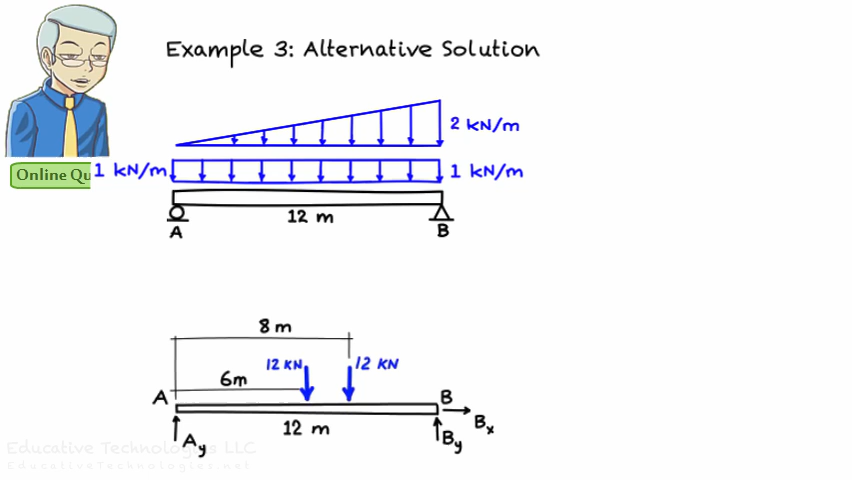 Example 3: Alternative Solution
2 kN/m
Online Qu
1 kN/m
1 kN/m
12 m
A
B
8 m
12 KN
12 KN
6m
A
B
12 m
Bx
Ay
By
Educative Technologies LLC
EducativeTechnologies.net